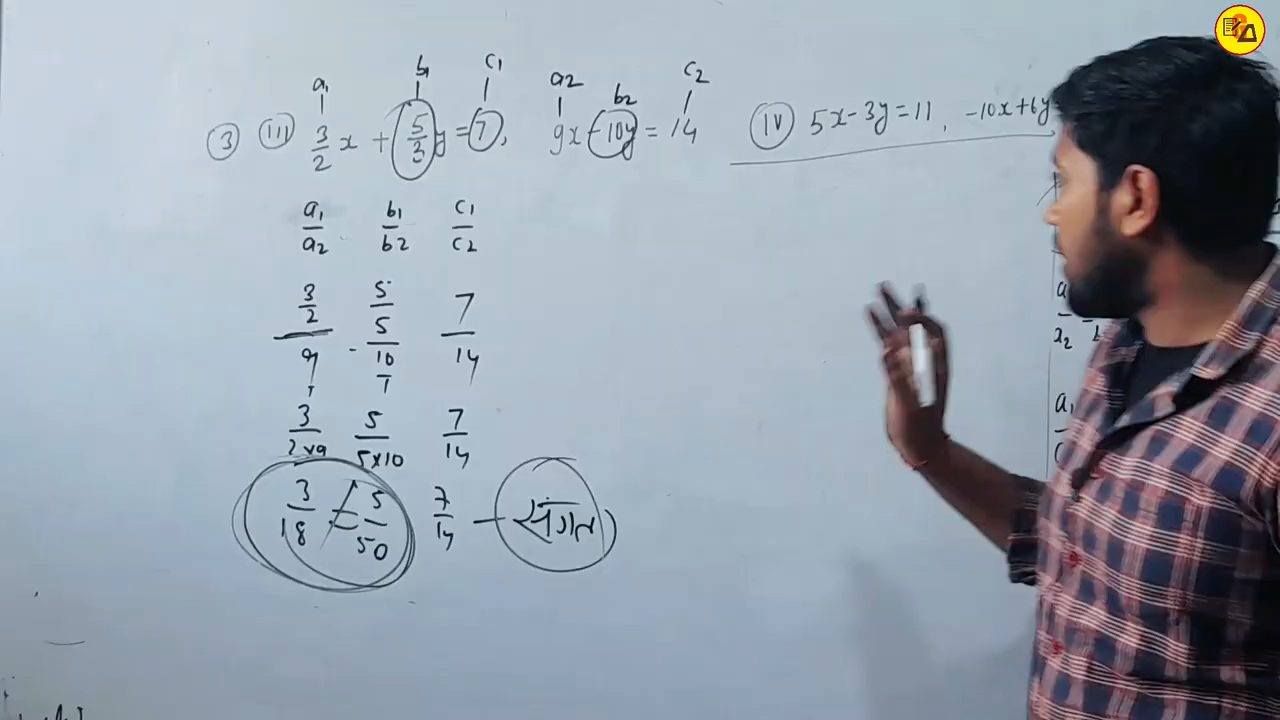 a1 b1 c1 a2 b2 c2
③ (iii) 3/2 x + 5/3 y = 7, 9x - 10y = 14
(iv) 5x - 3y = 11, -10x + 6y
a1/a2 b1/b2 c1/c2
3/2 / 9 5/5 / -10 7/14
3/2×9 5/5×10 7/14
3/18 ≠ -5/50 7/14 - संगत